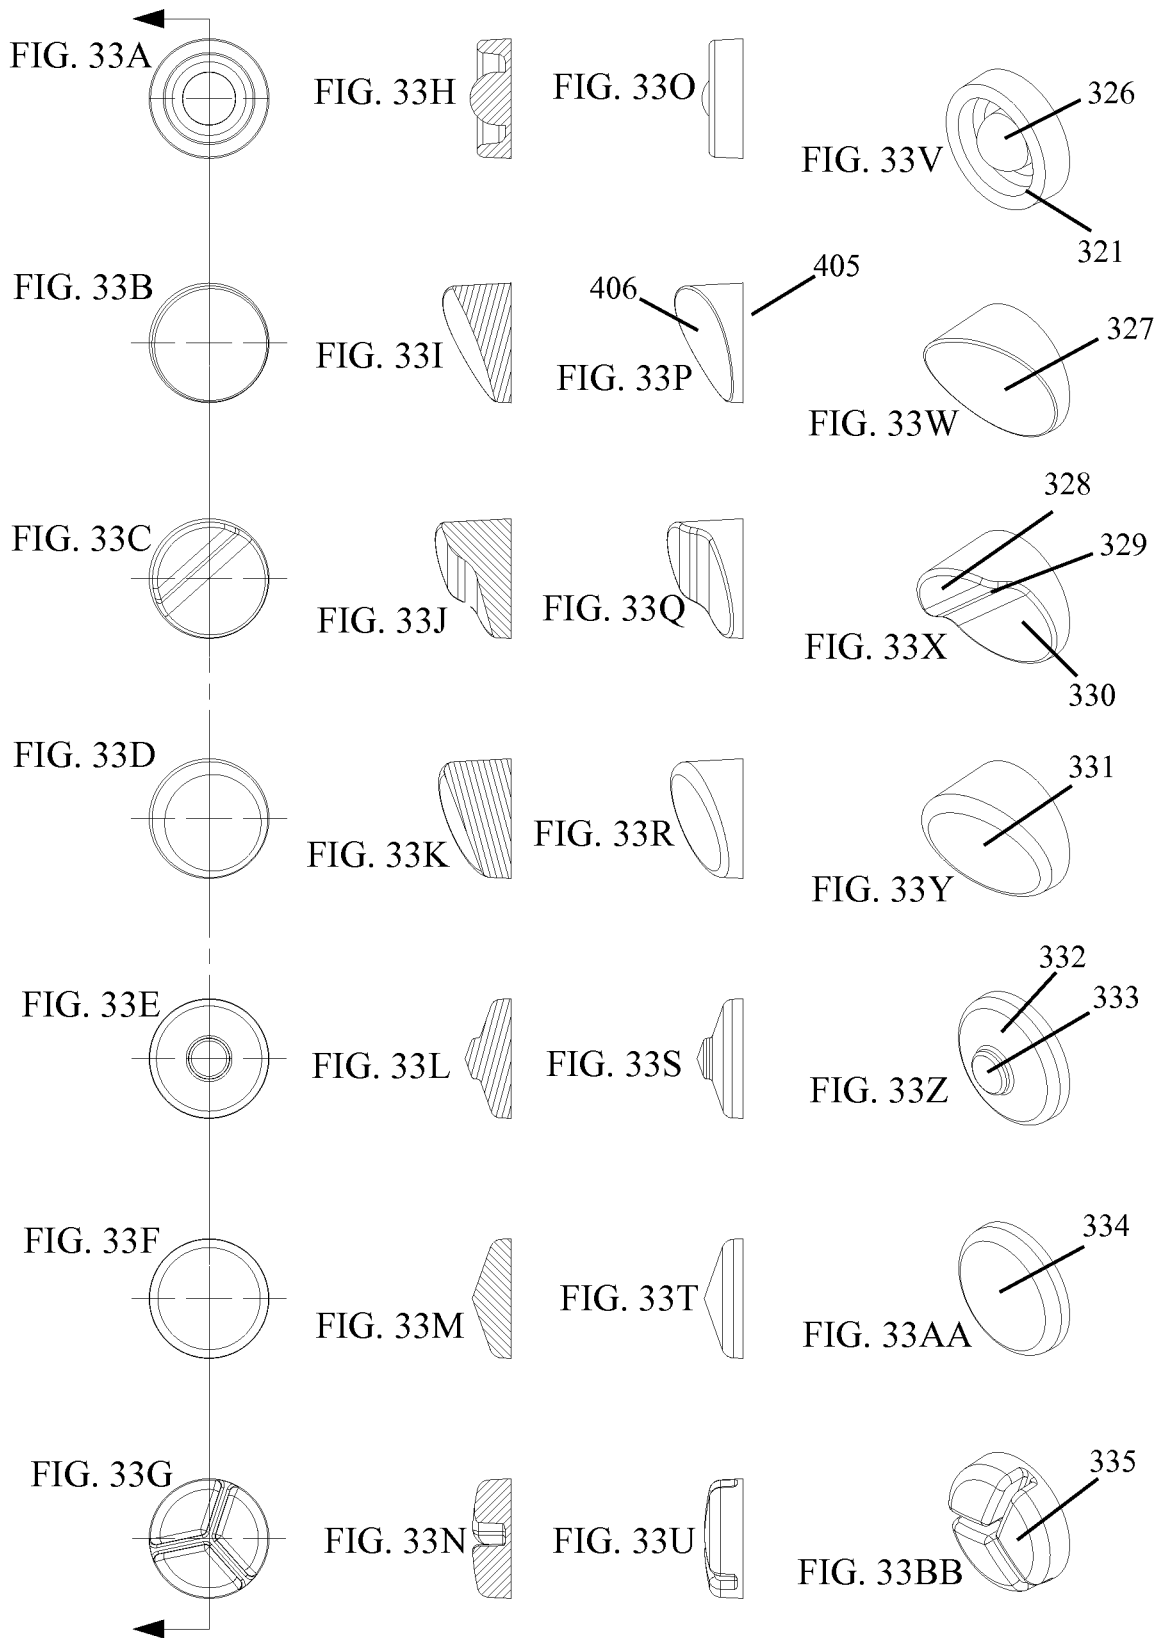 FIG. 33A
FIG. 33H
FIG. 33O
326
FIG. 33V
321
FIG. 33B
406
405
327
FIG. 33I
FIG. 33P
FIG. 33W
328
FIG. 33C
329
FIG. 33J
FIG. 33Q
FIG. 33X
330
FIG. 33D
331
FIG. 33K
FIG. 33R
FIG. 33Y
332
FIG. 33E
333
FIG. 33L
FIG. 33S
FIG. 33Z
334
FIG. 33F
FIG. 33M
FIG. 33T
FIG. 33AA
335
FIG. 33G
FIG. 33N
FIG. 33U
FIG. 33BB